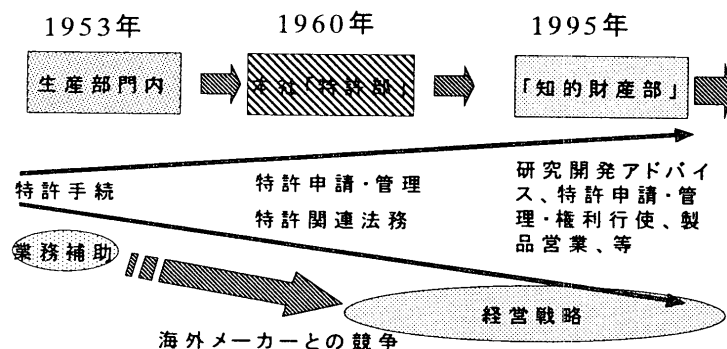 1953年 1960年 1995年
生産部門内 本社「特許部」 「知的財産部」
特許手続
特許申請・管理
特許関連法務
研究開発アドバイ
ス、特許申請・管
理・権利行使、製
品営業、等
業務補助
経営戦略
海外メーカーとの競争